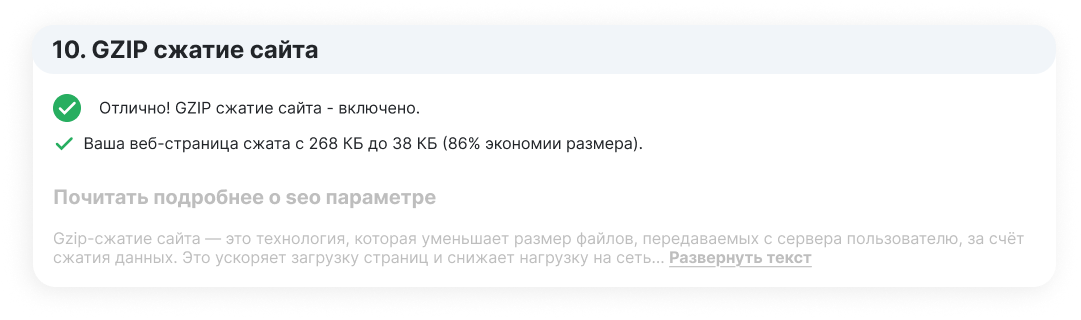 10. GZIP сжатие сайта
Отлично! GZIP сжатие сайта - включено.
Ваша веб-страница сжата с 268 КБ до 38 КБ (86% экономии размера).
Почитать подробнее о seo параметре
Gzip-сжатие сайта — это технология, которая уменьшает размер файлов, передаваемых с сервера пользователю, за счёт
сжатия данных. Это ускоряет загрузку страниц и снижает нагрузку на сеть... Развернуть текст